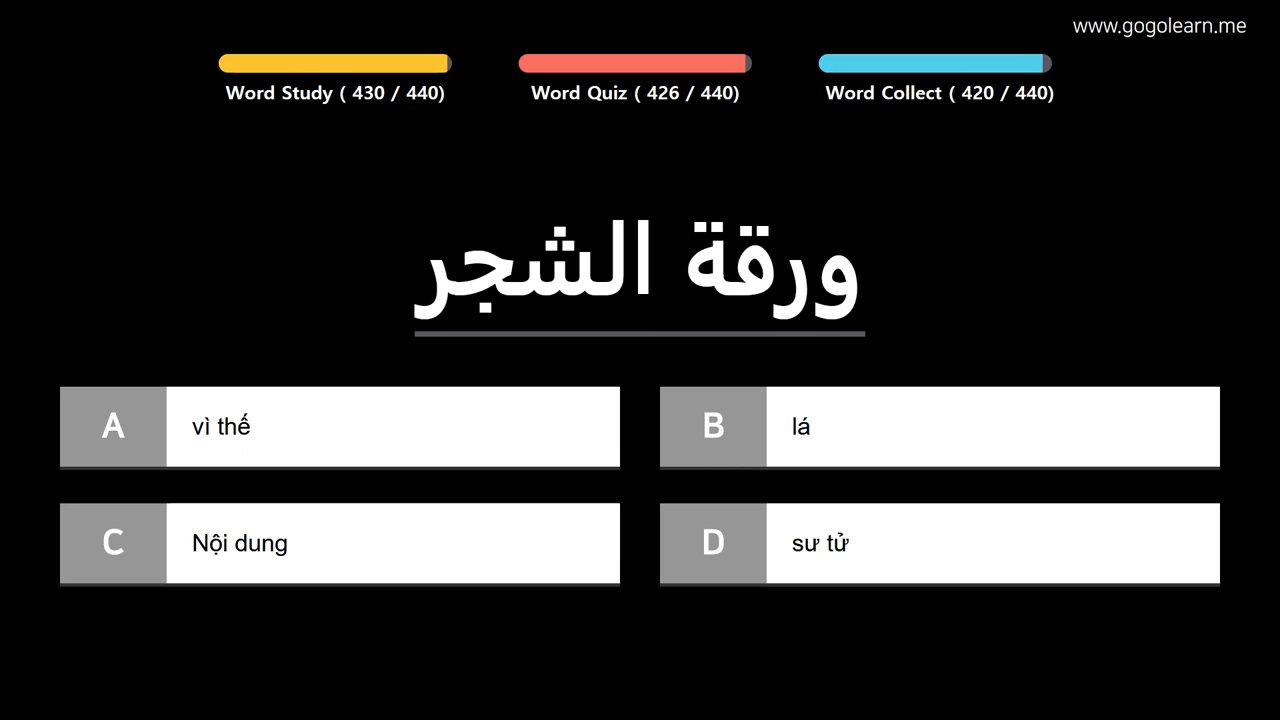 www.gogolearn.me
Word Study ( 430 / 440)
Word Quiz ( 426 / 440)
Word Collect ( 420 / 440)
ورقة الشجر
A
vì thế
B
lá
C
Nội dung
D
sư tử